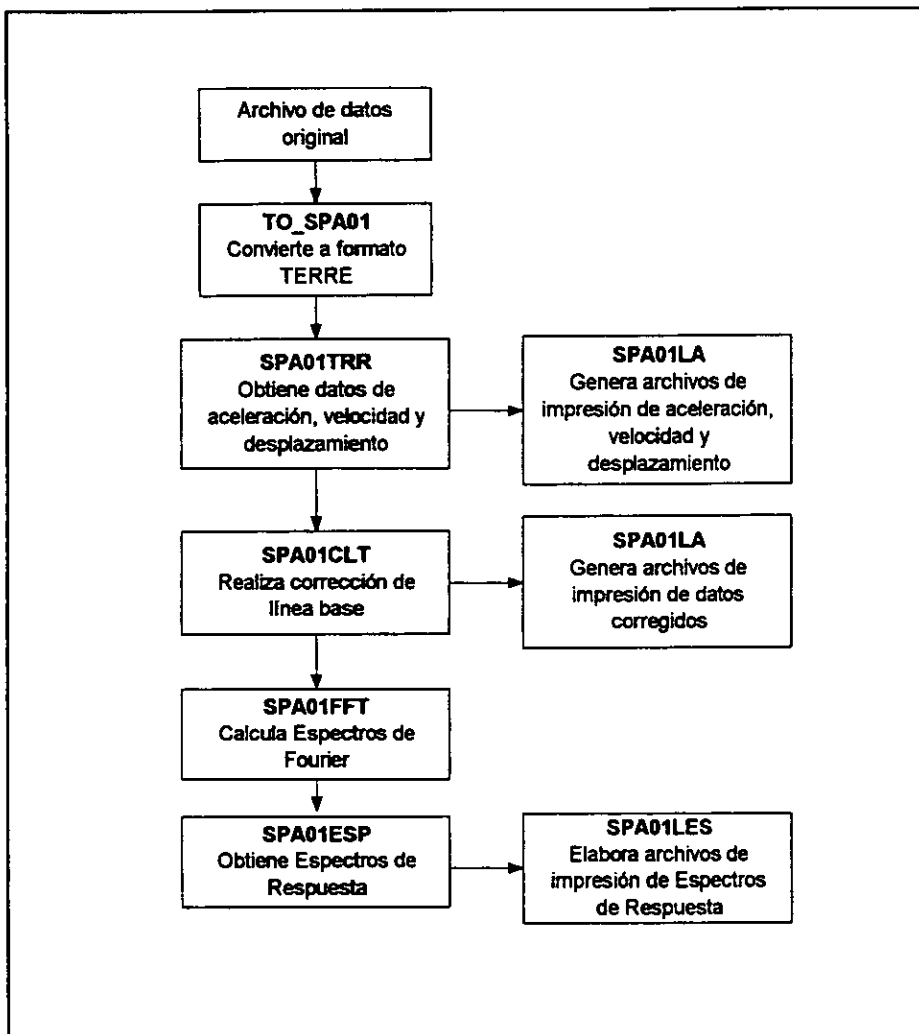 Archivo de datos
original
TO_SPA01
Convierte a formato
TERRE
SPA01TRR
Obtiene datos de
aceleración, velocidad y
desplazamiento
SPA01LA
Genera archivos de
impresión de aceleración,
velocidad y
desplazamiento
SPA01CLT
Realiza corrección de
línea base
SPA01LA
Genera archivos de
impresión de datos
corregidos
SPA01FFT
Calcula Espectros de
Fourier
SPA01ESP
Obtiene Espectros de
Respuesta
SPA01LES
Elabora archivos de
impresión de Espectros
de Respuesta